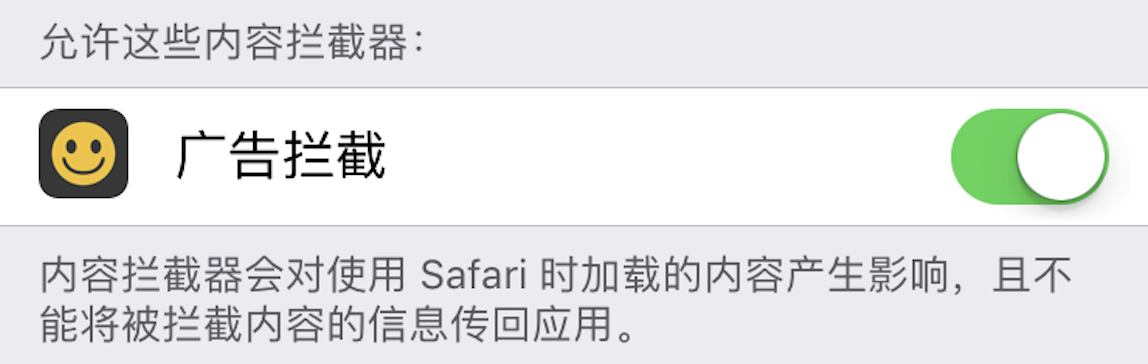 允许这些内容拦截器：
广告拦截
内容拦截器会对使用 Safari 时加载的内容产生影响，且不
能将被拦截内容的信息传回应用。